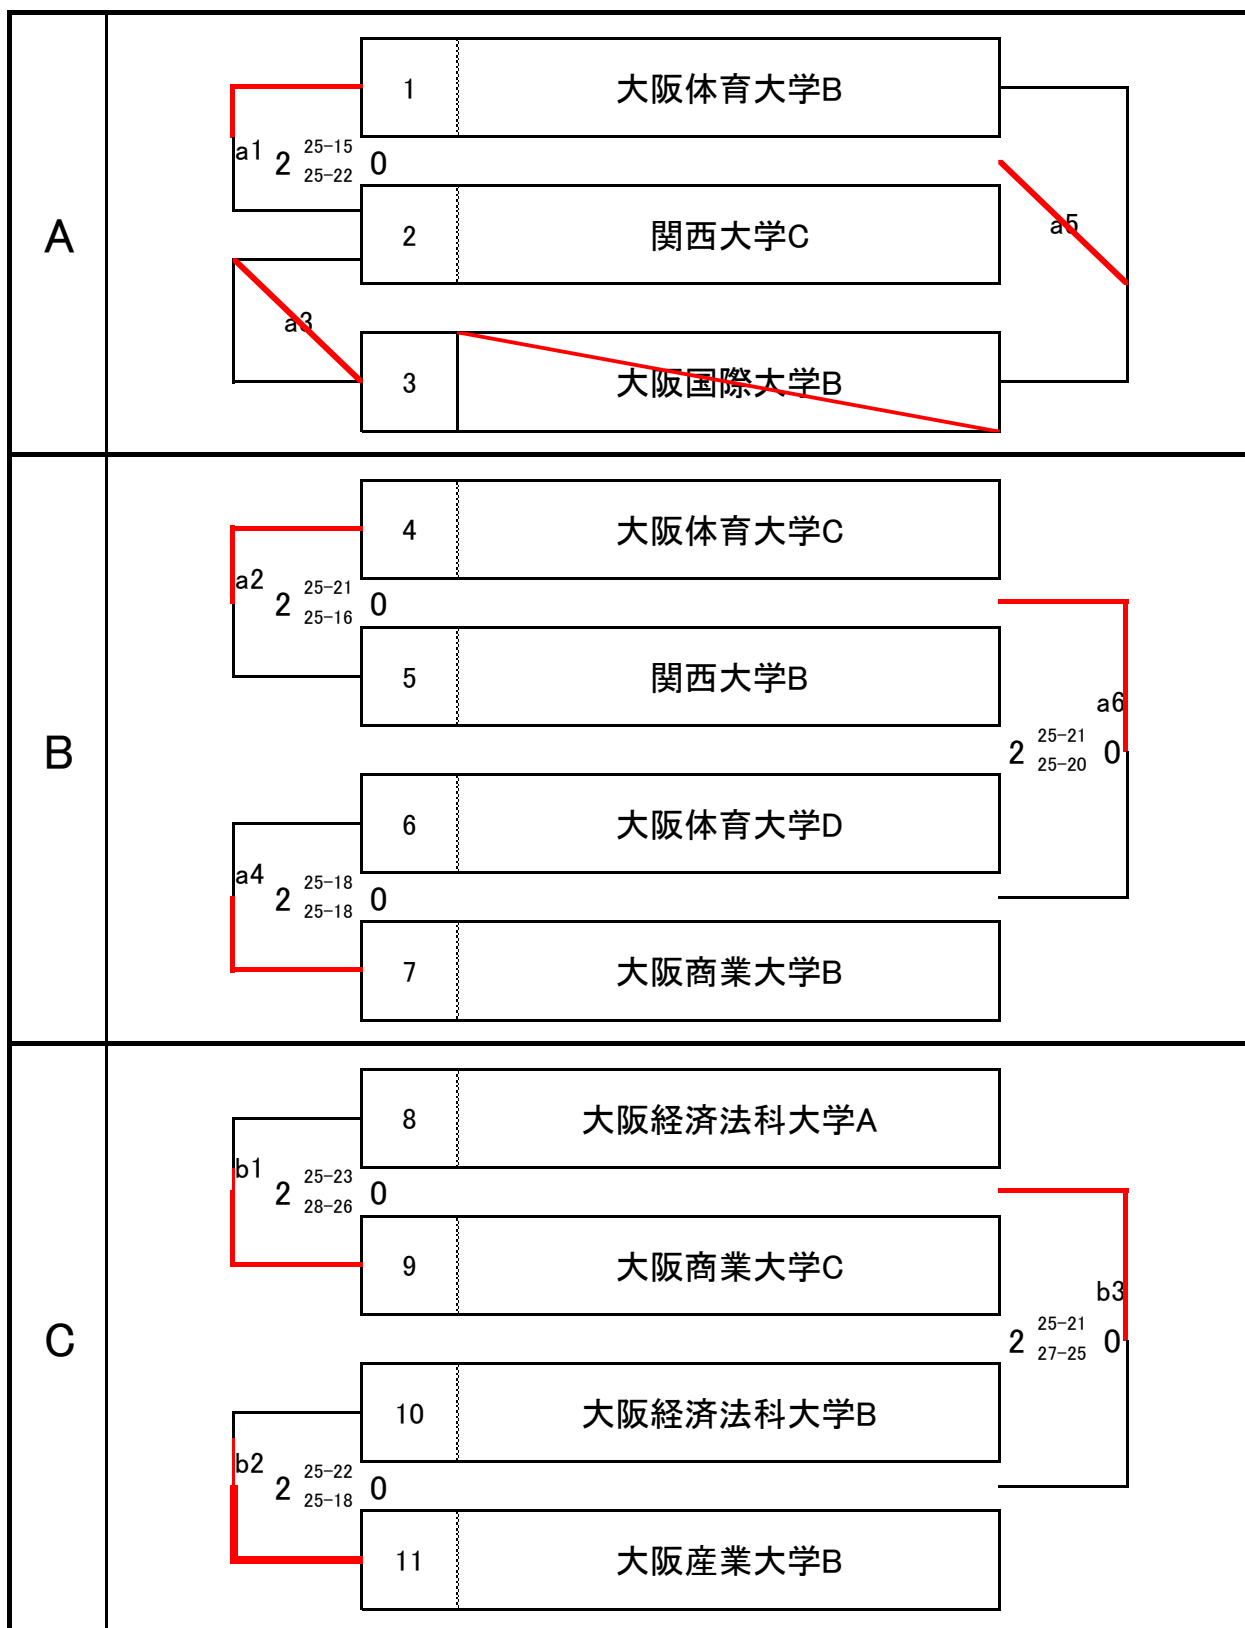 A
1 大阪体育大学B
a1 2 25-15 0
25-22
a5
2 関西大学C
a3
3 大阪国際大学B
B
4 大阪体育大学C
a2 2 25-21 0
25-16
5 関西大学B
a6
2 25-21 0
25-20
6 大阪体育大学D
a4 2 25-18 0
25-18
7 大阪商業大学B
C
8 大阪経済法科大学A
b1 2 25-23 0
28-26
9 大阪商業大学C
b3
2 25-21 0
27-25
10 大阪経済法科大学B
b2 2 25-22 0
25-18
11 大阪産業大学B